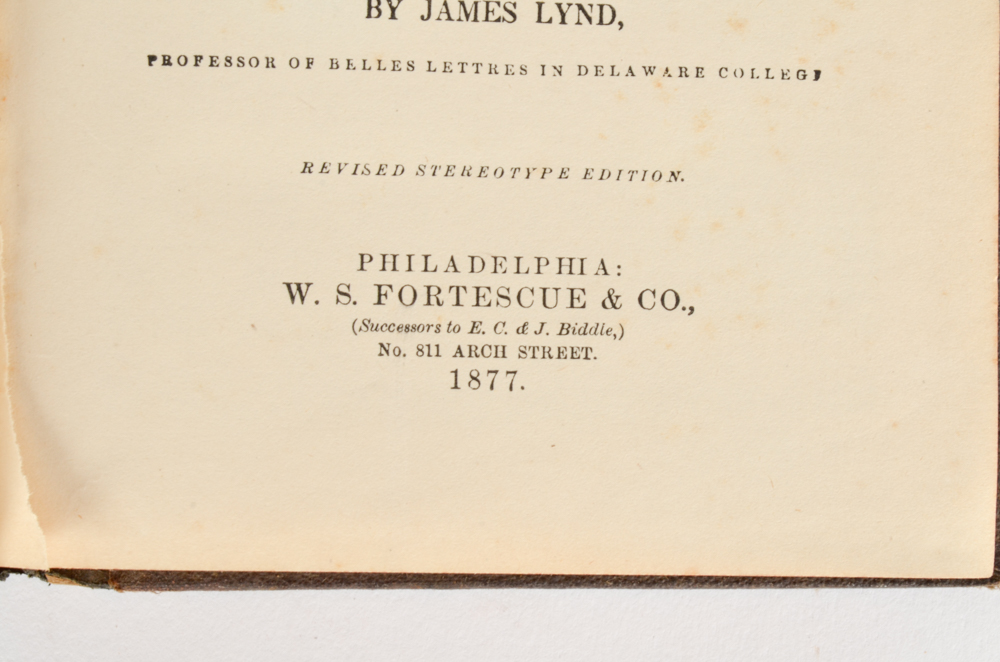 BY JAMES LYND,
PROFESSOR OF BELLES LETTRES IN DELAWARE COLLEG,
REVISED STEREOTYPE EDITION.
PHILADELPHIA:
W. S. FORTESCUE & CO.,
(Successors to E. C. & J. Biddle,)
No. 811 ARCH STREET.
1877.